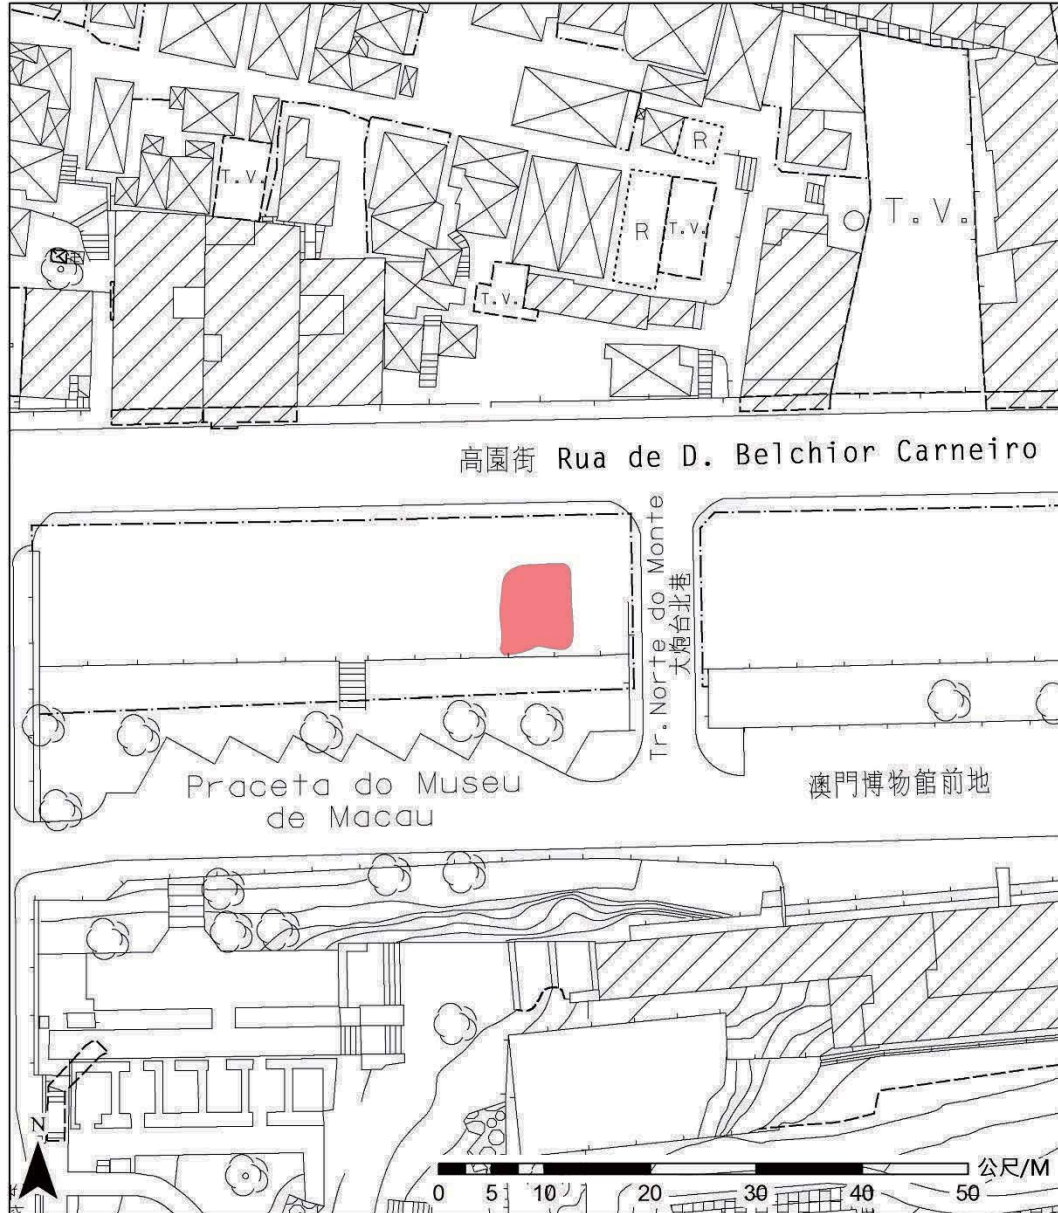 R
T.V.
T.V.
R
T.V.
T.V.
高園街 Rua de D. Belchior Carneiro
Tr. Norte do Monte
大炮台北巷
Praceta do Museu
de Macau
澳門博物館前地
N
0 5 10 20 30 40 50 公尺/M